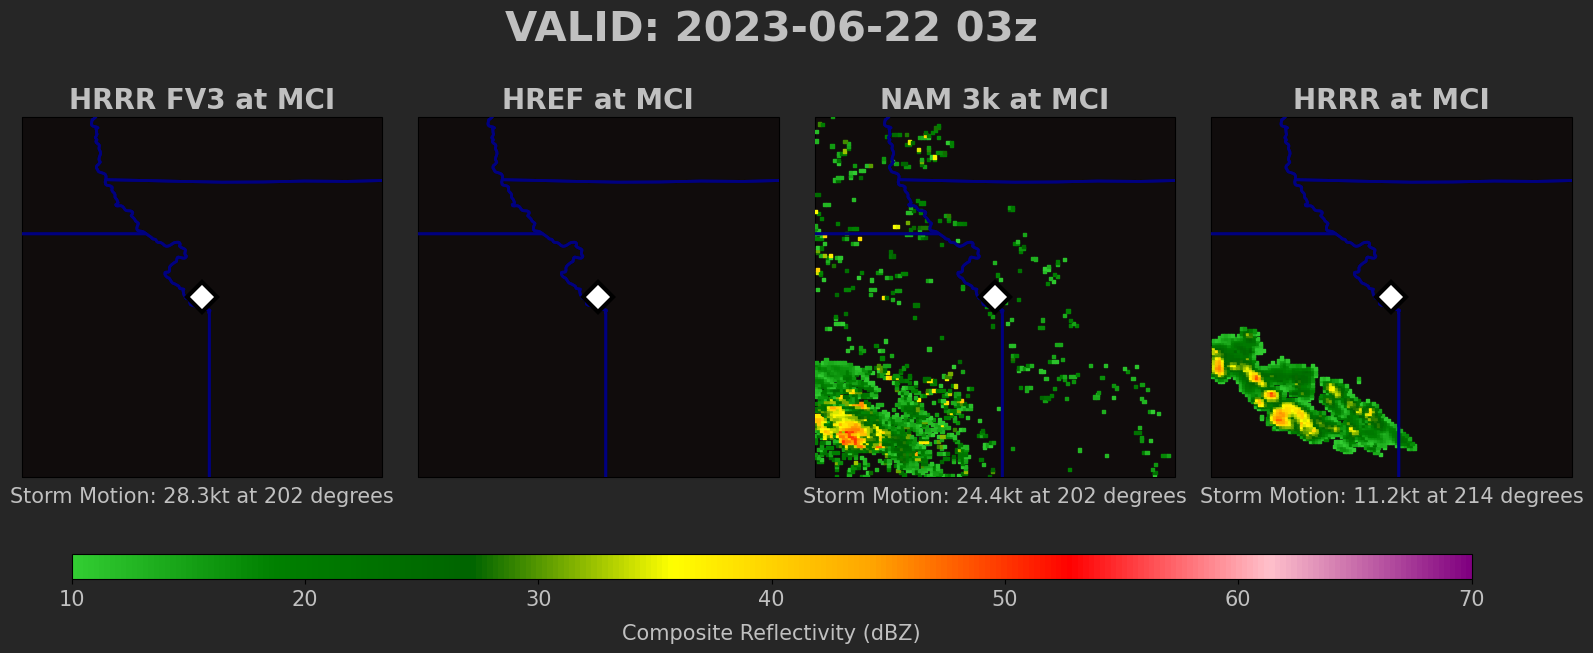 VALID: 2023-06-22 03z
HRRR FV3 at MCI
HREF at MCI
NAM 3k at MCI
HRRR at MCI
Storm Motion: 28.3kt at 202 degrees
Storm Motion: 24.4kt at 202 degrees
Storm Motion: 11.2kt at 214 degrees
10 20 30 40 50 60 70
Composite Reflectivity (dBZ)